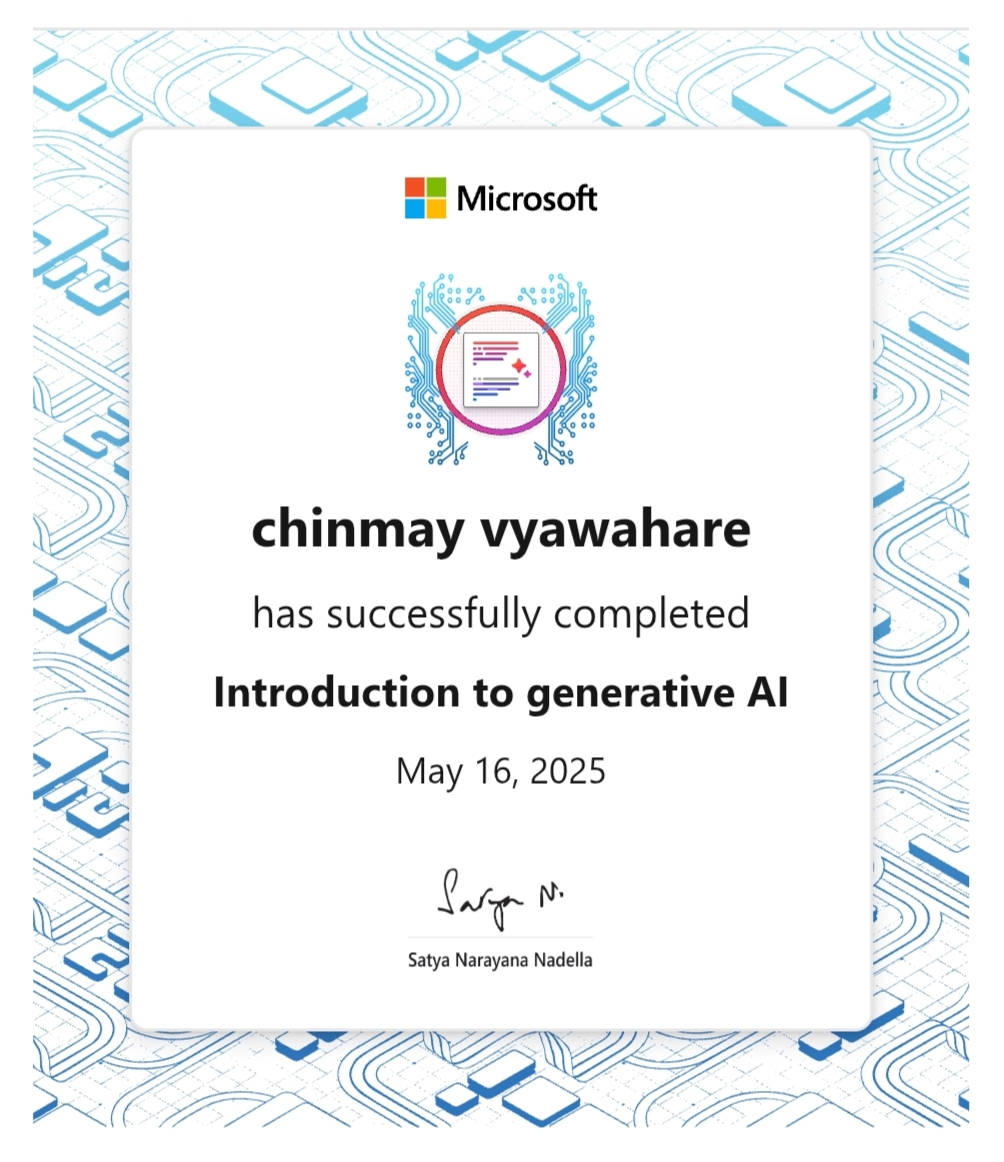 Microsoft
chinmay vyawahare
has successfully completed
Introduction to generative AI
May 16, 2025
Satya N.
Satya Narayana Nadella